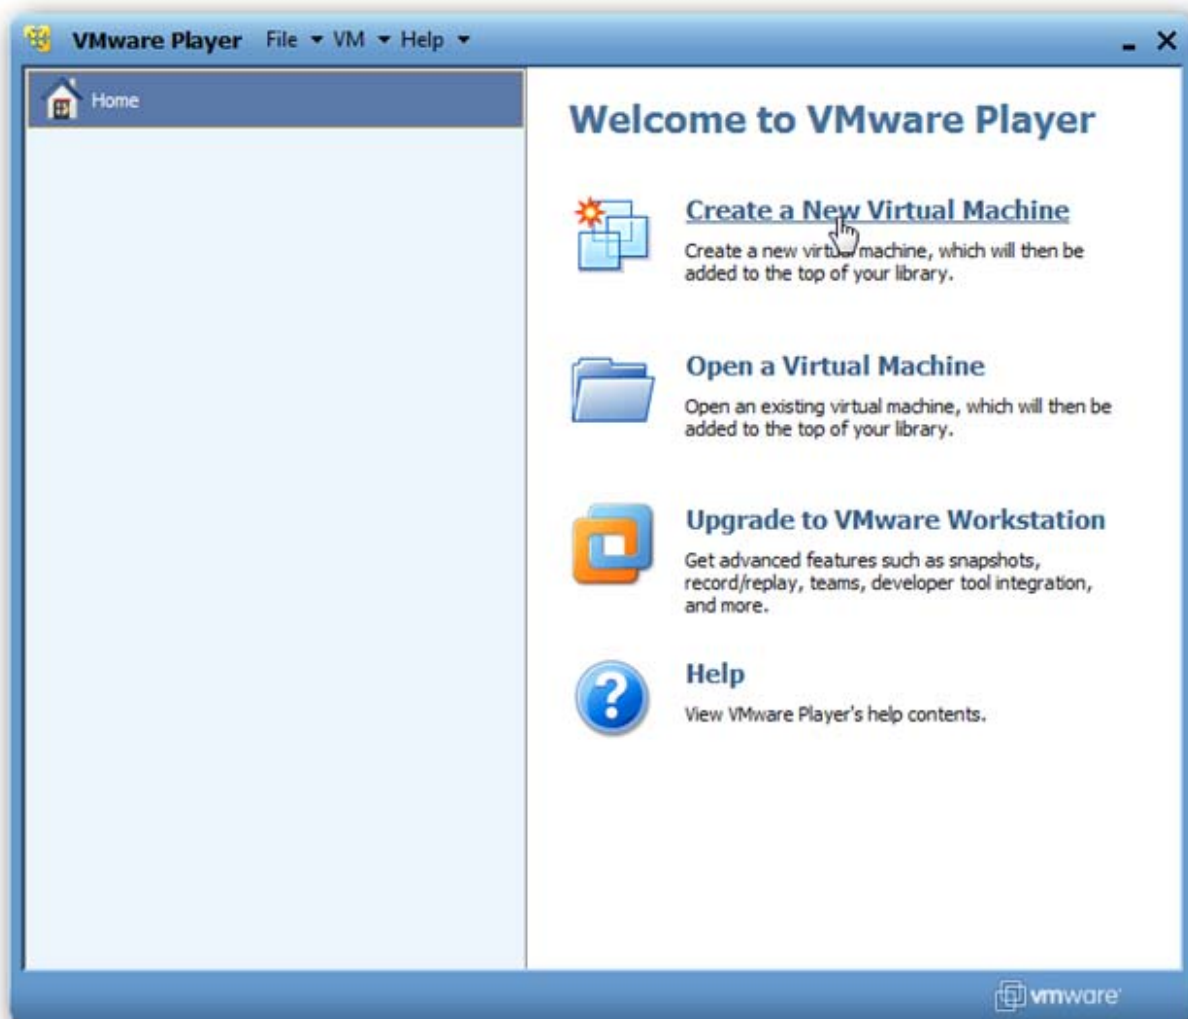 VMware Player File VM Help
Home
Welcome to VMware Player
Create a New Virtual Machine
Create a new virtual machine, which will then be
added to the top of your library.
Open a Virtual Machine
Open an existing virtual machine, which will then be
added to the top of your library.
Upgrade to VMware Workstation
Get advanced features such as snapshots,
record/replay, teams, developer tool integration,
and more.
Help
View VMware Player's help contents.
vmware